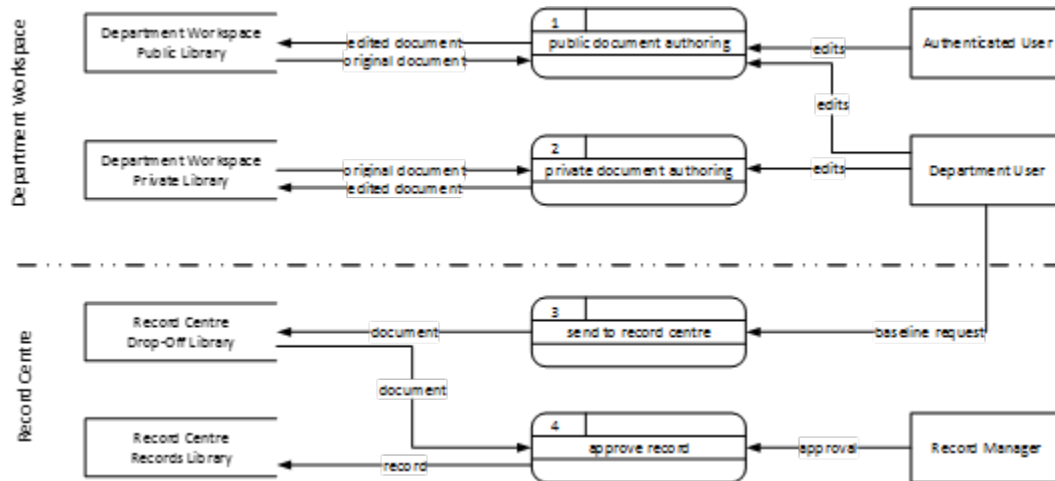 Department Workspace
Department Workspace
Public Library
edited document
original document
1
public document authoring
edits
Authenticated User
edits
Department Workspace
Private Library
original document
edited document
2
private document authoring
edits
Department User
Record Centre
Record Centre
Drop-Off Library
document
3
send to record centre
baseline request
document
Record Centre
Records Library
record
4
approve record
approval
Record Manager